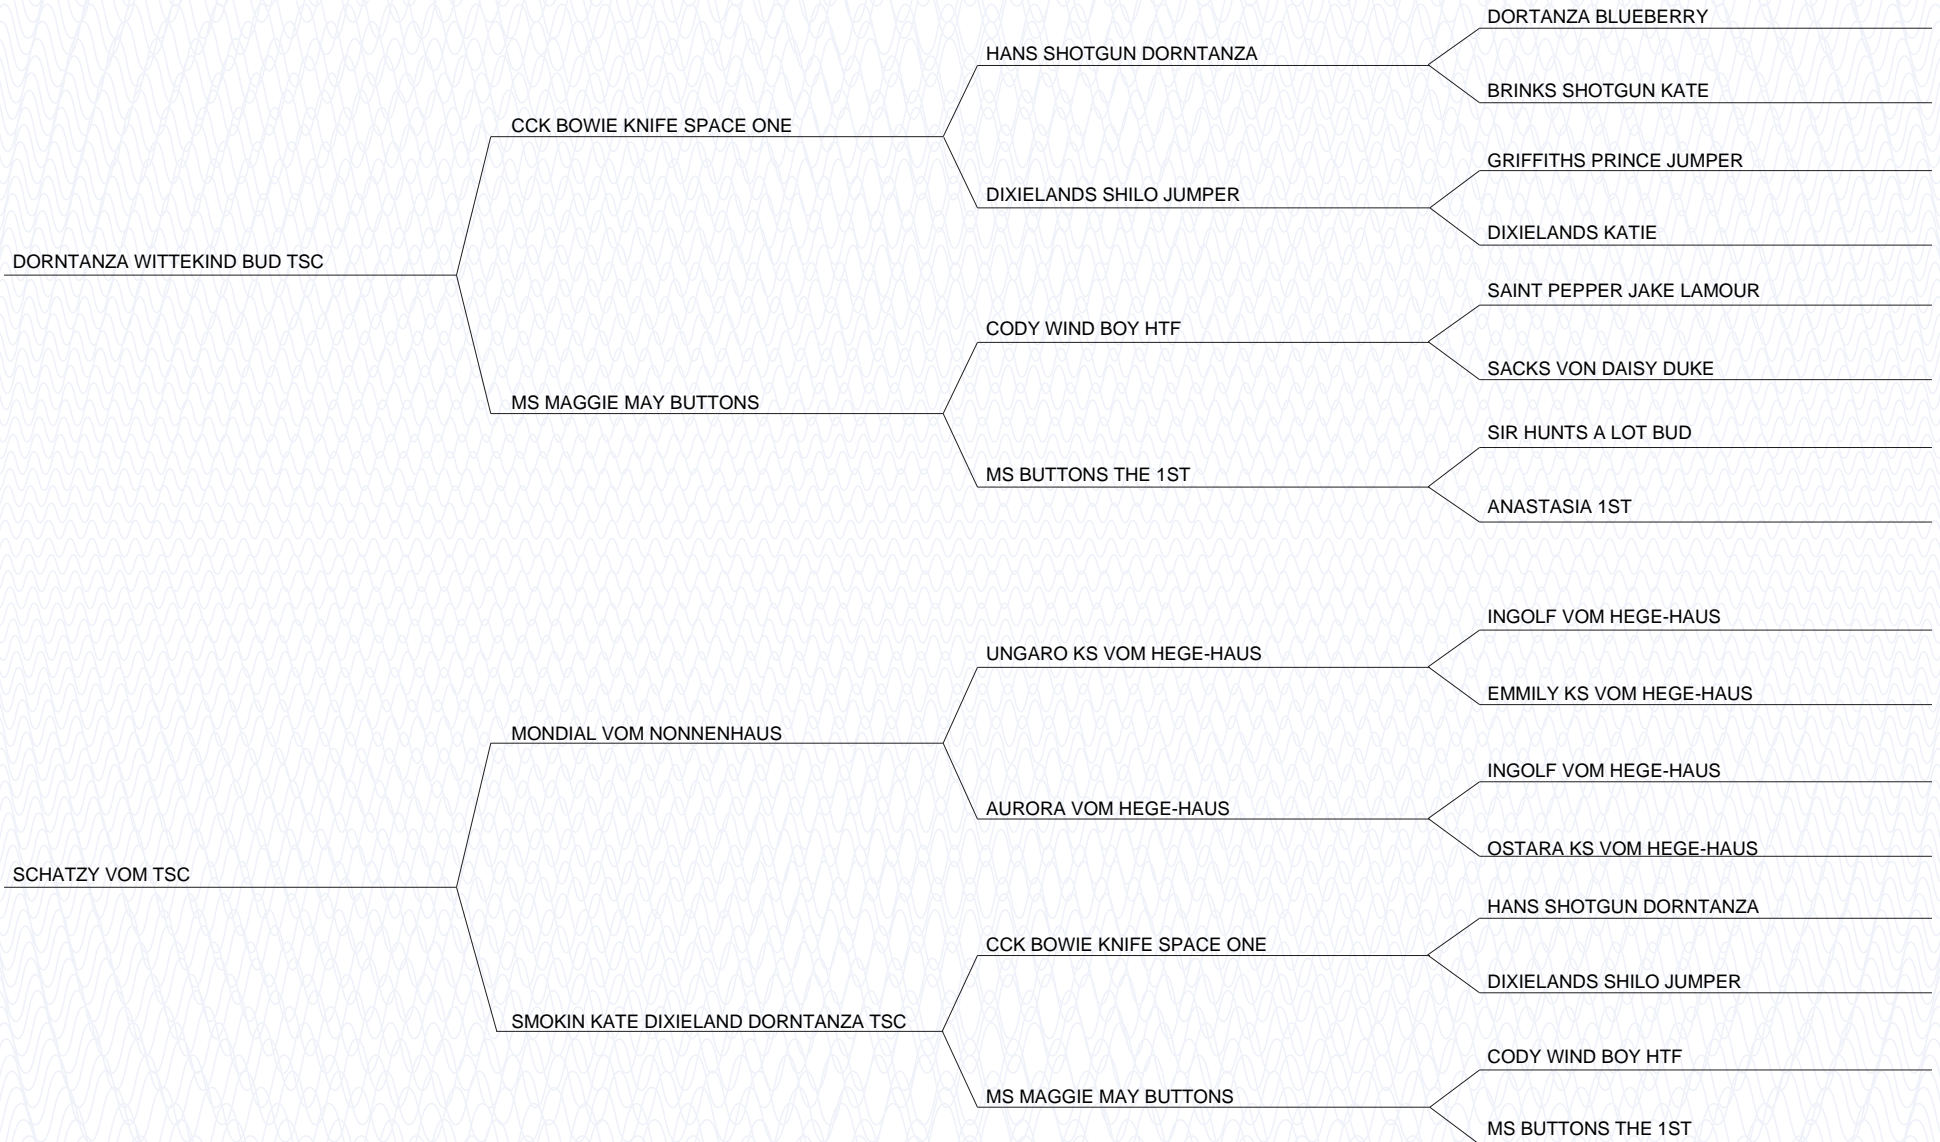 DORTANZA BLUEBERRY
HANS SHOTGUN DORNTANZA
BRINKS SHOTGUN KATE
CCK BOWIE KNIFE SPACE ONE
GRIFFITHS PRINCE JUMPER
DIXIELANDS SHILO JUMPER
DIXIELANDS KATIE
DORNTANZA WITTEKIND BUD TSC
SAINT PEPPER JAKE LAMOUR
CODY WIND BOY HTF
SACKS VON DAISY DUKE
MS MAGGIE MAY BUTTONS
SIR HUNTS A LOT BUD
MS BUTTONS THE 1ST
ANASTASIA 1ST
INGOLF VOM HEGE-HAUS
UNGARO KS VOM HEGE-HAUS
EMMILY KS VOM HEGE-HAUS
MONDIAL VOM NONNENHAUS
INGOLF VOM HEGE-HAUS
AURORA VOM HEGE-HAUS
OSTARA KS VOM HEGE-HAUS
SCHATZY VOM TSC
HANS SHOTGUN DORNTANZA
CCK BOWIE KNIFE SPACE ONE
DIXIELANDS SHILO JUMPER
SMOKIN KATE DIXIELAND DORNTANZA TSC
CODY WIND BOY HTF
MS MAGGIE MAY BUTTONS
MS BUTTONS THE 1ST